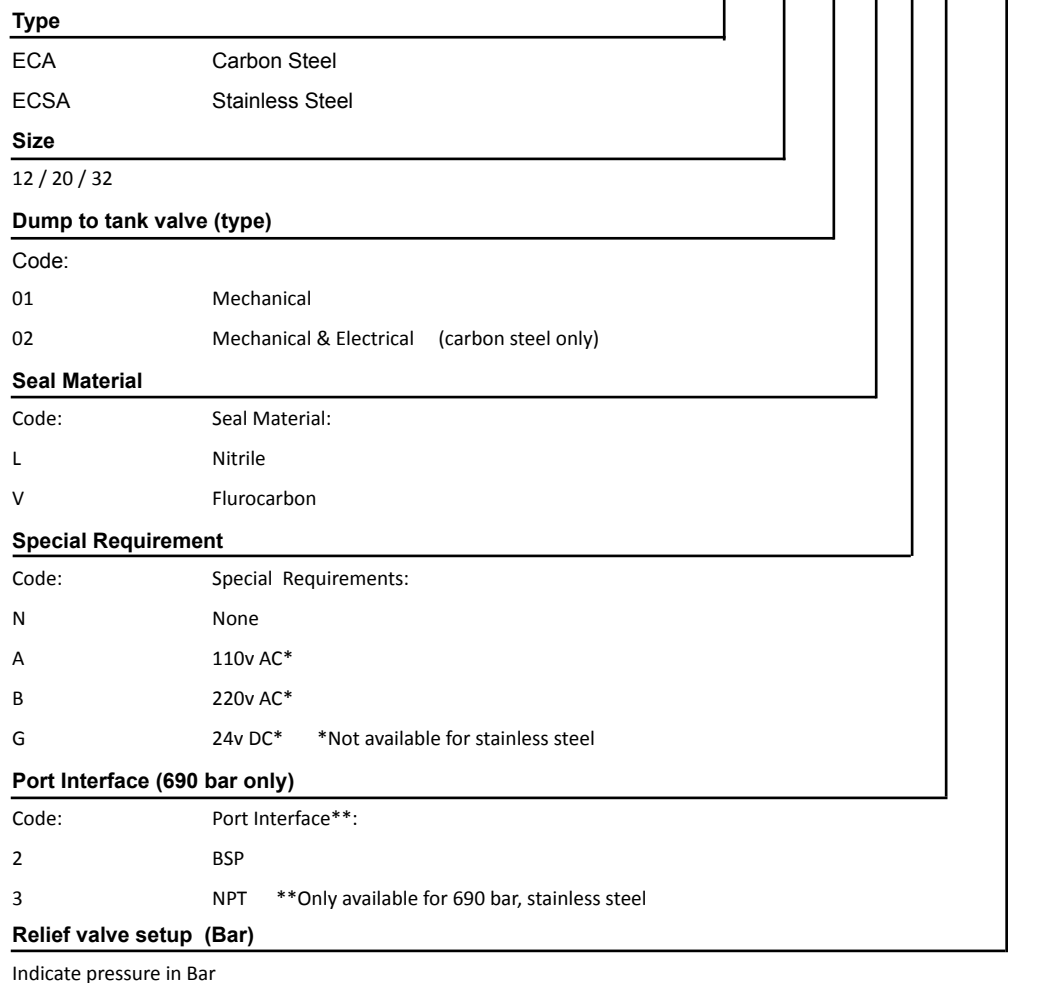 Type
ECA Carbon Steel
ECSA Stainless Steel
Size
12 / 20 / 32
Dump to tank valve (type)
Code:
01 Mechanical
02 Mechanical & Electrical (carbon steel only)
Seal Material
Code: Seal Material:
L Nitrile
V Flurocarbon
Special Requirement
Code: Special Requirements:
N None
A 110v AC*
B 220v AC*
G 24v DC* *Not available for stainless steel
Port Interface (690 bar only)
Code: Port Interface**:
2 BSP
3 NPT **Only available for 690 bar, stainless steel
Relief valve setup (Bar)
Indicate pressure in Bar